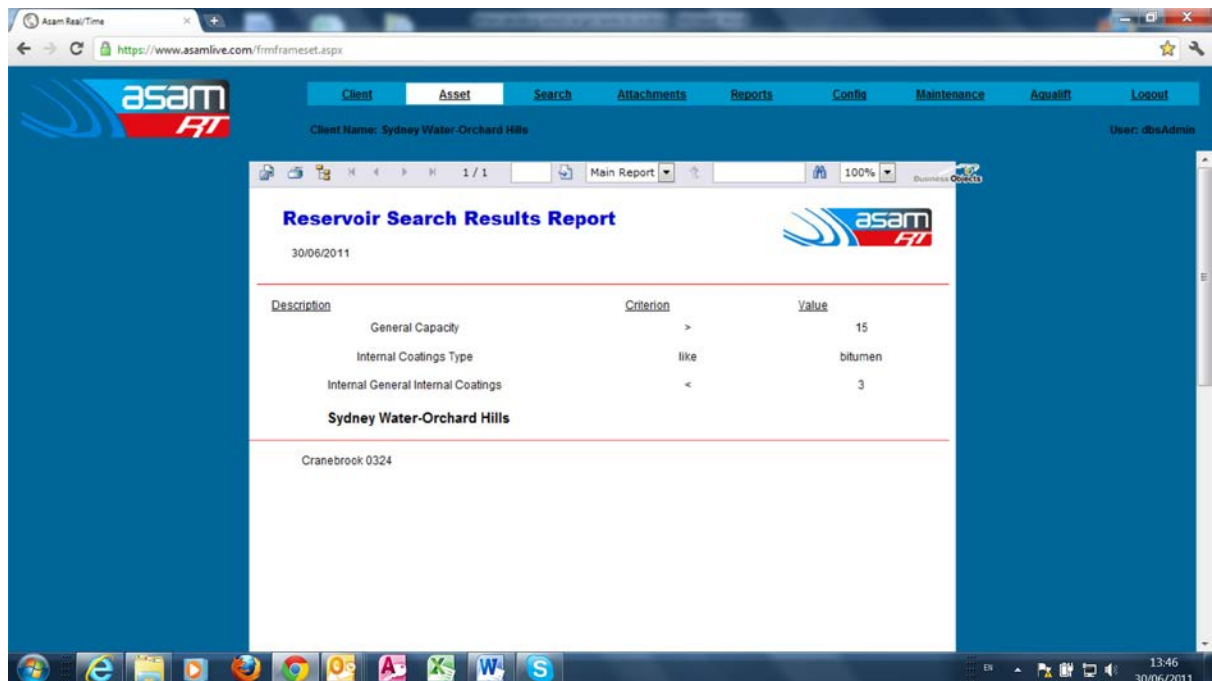 Asam Real/Time
https://www.asamlive.com/frmframeset.aspx
asam
RT
Client Asset Search Attachments Reports Config Maintenance Aqualift Logout
Client Name: Sydney Water-Orchard Hills User: dbsAdmin
1 / 1 Main Report 100% Business Objects
Reservoir Search Results Report
asam
RT
30/06/2011
Description Criterion Value
General Capacity > 15
Internal Coatings Type like bitumen
Internal General Internal Coatings < 3
Sydney Water-Orchard Hills
Cranebrook 0324
EN 13:46
30/06/2011